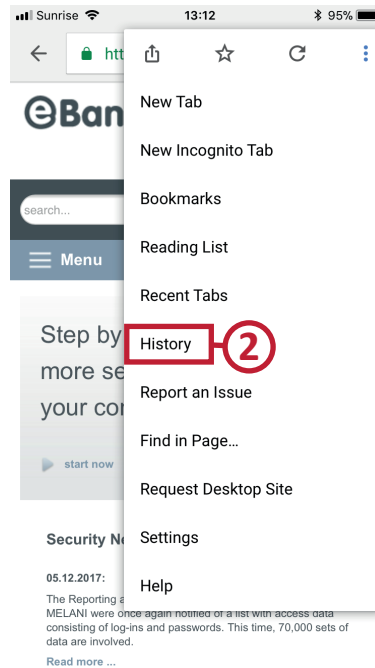 Sunrise 13:12 95%
htt
eBan
New Tab
New Incognito Tab
search...
Bookmarks
Menu
Reading List
Recent Tabs
Step by
History 2
more se
Report an Issue
your con
Find in Page...
start now
Request Desktop Site
Security Ne
Settings
05.12.2017:
Help
The Reporting a
MELANI were once again notified of a list with access data
consisting of log-ins and passwords. This time, 70,000 sets of
data are involved.
Read more ...